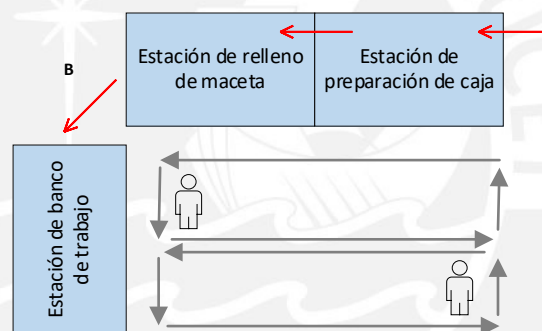 Estación de relleno
de maceta
Estación de
preparación de caja
B
Estación de banco
de trabajo